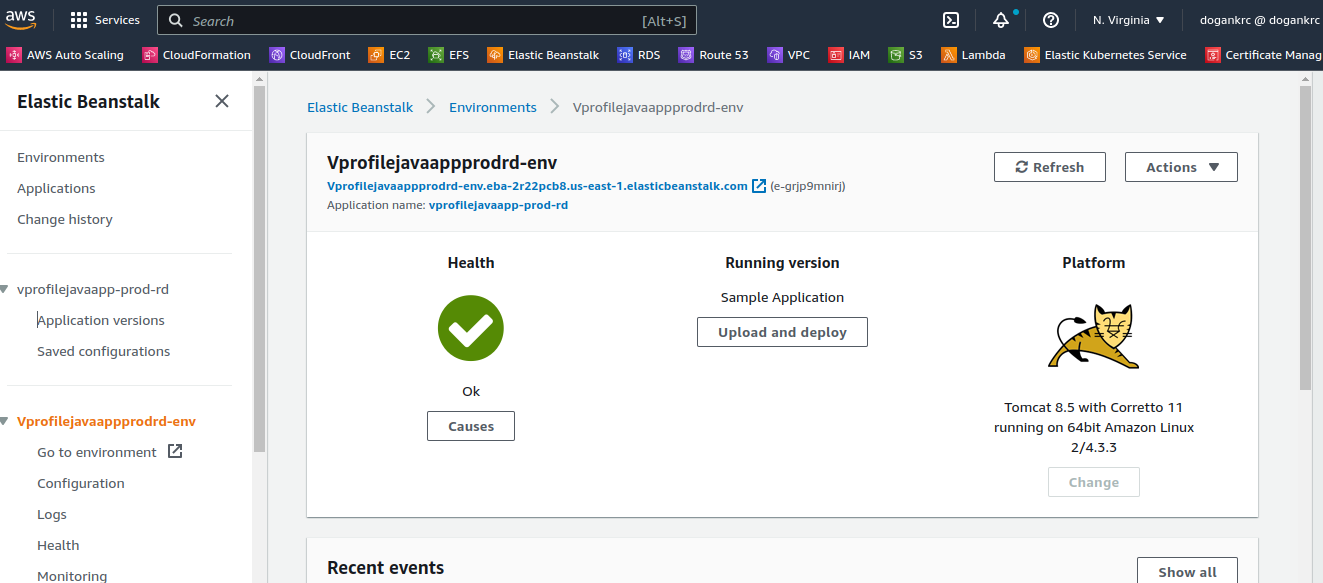 aws
Services
Search [Alt+S]
N. Virginia
dogankrc @ dogankrc
AWS Auto Scaling CloudFormation CloudFront EC2 EFS Elastic Beanstalk RDS Route 53 VPC IAM S3 Lambda Elastic Kubernetes Service Certificate Manag
Elastic Beanstalk
Environments
Applications
Change history
vprofilejavaapp-prod-rd
Application versions
Saved configurations
Vprofilejavaappprodrd-env
Go to environment
Configuration
Logs
Health
Monitoring
Elastic Beanstalk Environments Vprofilejavaappprodrd-env
Vprofilejavaappprodrd-env
Vprofilejavaappprodrd-env.eba-2r22pcb8.us-east-1.elasticbeanstalk.com (e-grjp9mnirj)
Application name: vprofilejavaapp-prod-rd
Refresh
Actions
Health
Ok
Causes
Running version
Sample Application
Upload and deploy
Platform
Tomcat 8.5 with Corretto 11
running on 64bit Amazon Linux
2/4.3.3
Change
Recent events
Show all